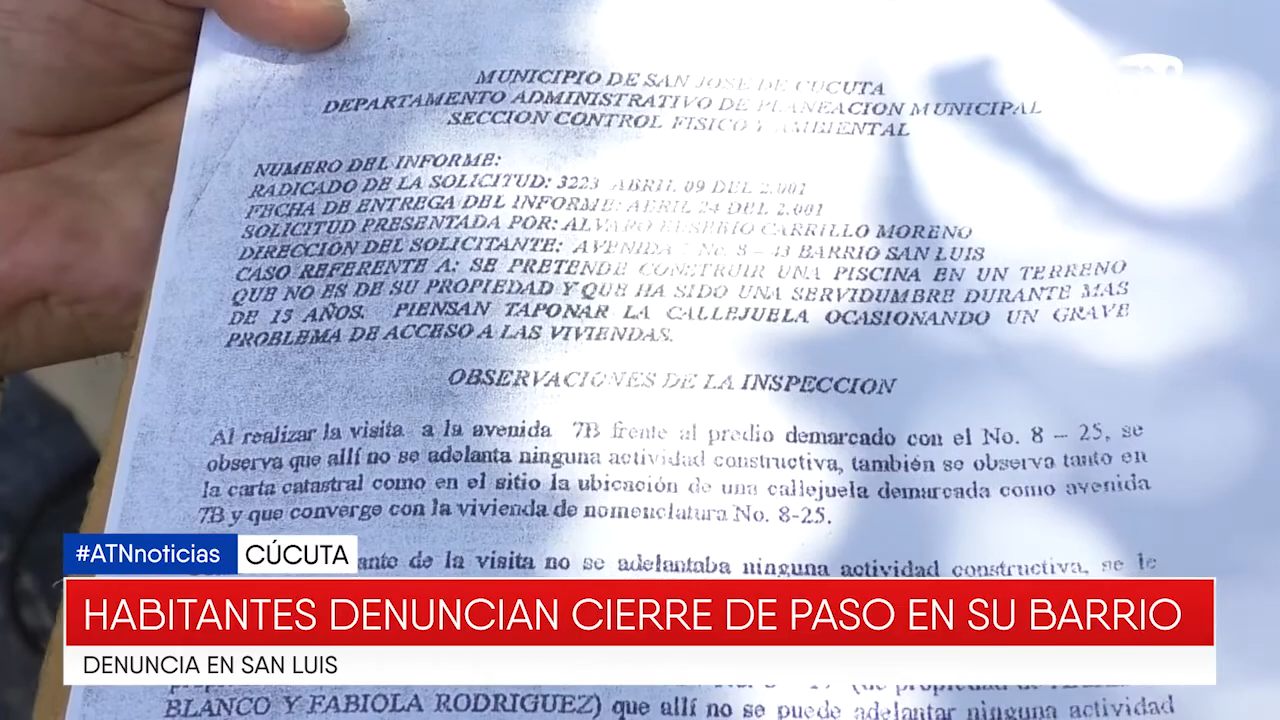 MUNICIPIO DE SAN JOSE DE CUCUTA
DEPARTAMENTO ADMINISTRATIVO DE PLANEACION MUNICIPAL
SECCION CONTROL FISICO Y AMBIENTAL
NUMERO DEL INFORME:
RADICADO DE LA SOLICITUD: 3223 ABRIL 09 DEL 2.001
FECHA DE ENTREGA DEL INFORME: ABRIL 24 DEL 2.001
SOLICITUD PRESENTADA POR: ALVARO EUSEBIO CARRILLO MORENO
DIRECCION DEL SOLICITANTE: AVENIDA No. 8 – 43 BARRIO SAN LUIS
CASO REFERENTE A: SE PRETENDE CONSTRUIR UNA PISCINA EN UN TERRENO
QUE NO ES DE SU PROPIEDAD Y QUE HA SIDO UNA SERVIDUMBRE DURANTE MAS
DE 15 AÑOS. PIENSAN TAPONAR LA CALLEJUELA OCASIONANDO UN GRAVE
PROBLEMA DE ACCESO A LAS VIVIENDAS.
OBSERVACIONES DE LA INSPECCION
Al realizar la visita a la avenida 7B frente al predio demarcado con el No. 8 – 25, se
observa que allí no se adelanta ninguna actividad constructiva, también se observa tanto en
la carta catastral como en el sitio la ubicación de una callejuela demarcada como avenida
7B y que converge con la vivienda de nomenclatura No. 8-25.
de la visita no se adelantaba ninguna actividad constructiva, se le
#ATNnoticias CÚCUTA
HABITANTES DENUNCIAN CIERRE DE PASO EN SU BARRIO
DENUNCIA EN SAN LUIS
BLANCO Y FABIOLA RODRIGUEZ) que allí no se puede adelantar ninguna actividad